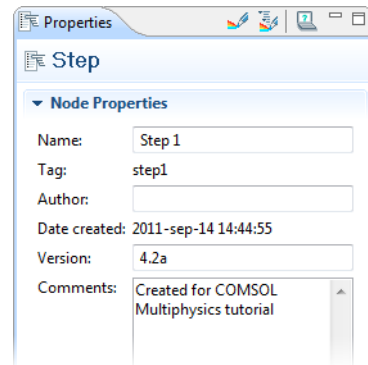 Properties
Step
Node Properties
Name: Step 1
Tag: step1
Author:
Date created: 2011-sep-14 14:44:55
Version: 4.2a
Comments: Created for COMSOL
Multiphysics tutorial